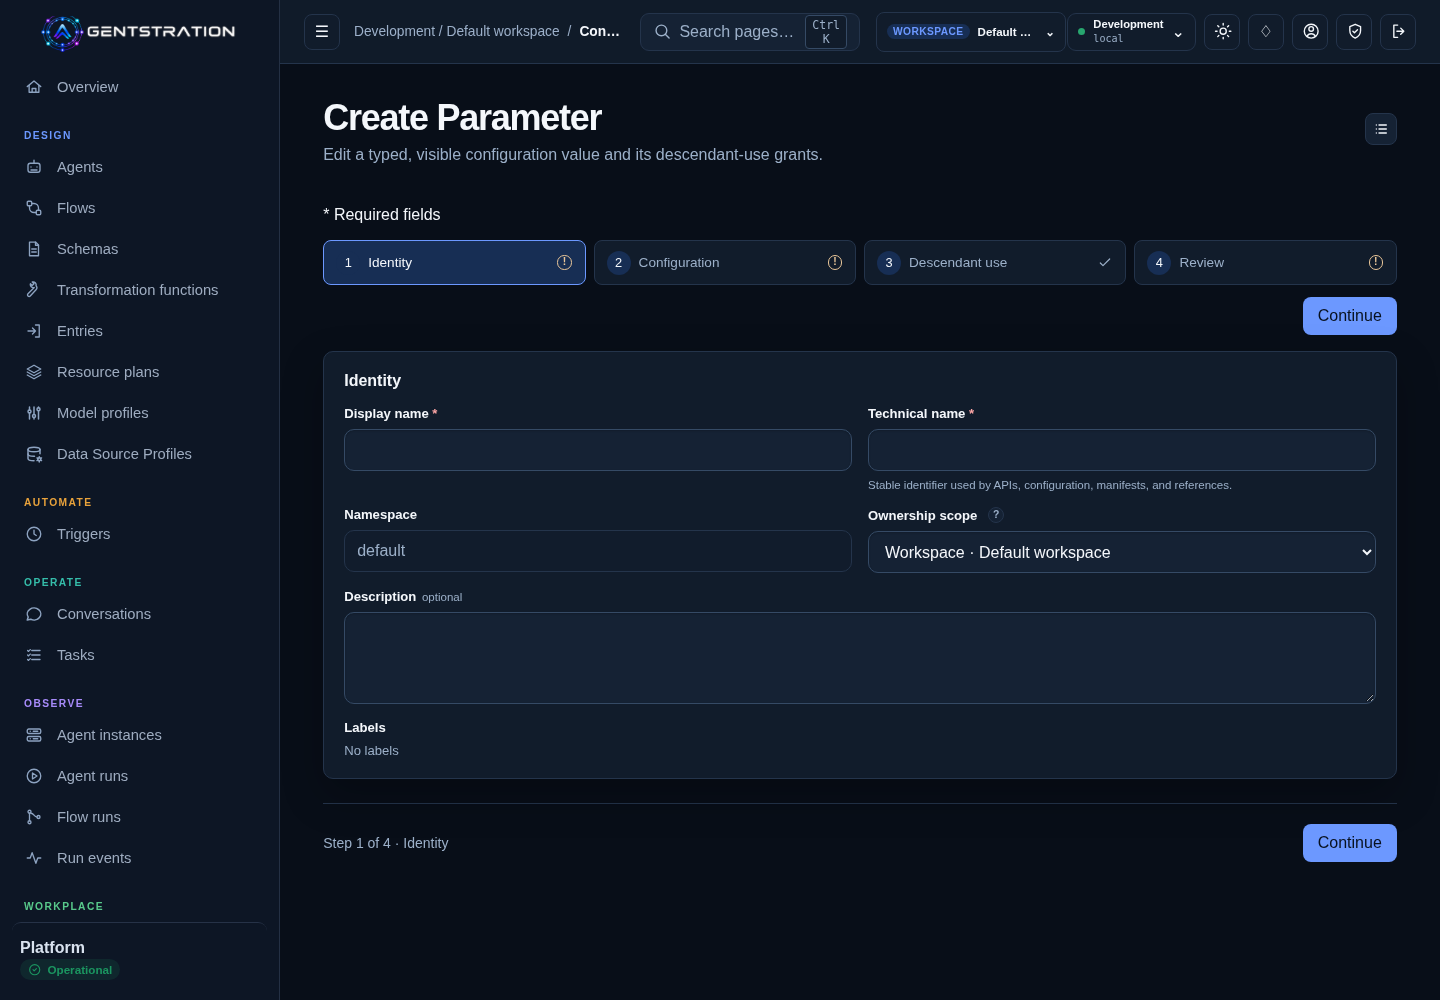 GENTSTRATION
Overview
DESIGN
Agents
Flows
Schemas
Transformation functions
Entries
Resource plans
Model profiles
Data Source Profiles
AUTOMATE
Triggers
OPERATE
Conversations
Tasks
OBSERVE
Agent instances
Agent runs
Flow runs
Run events
WORKPLACE
Platform
Operational
Development / Default workspace / Con…
Search pages…
Ctrl
K
WORKSPACE Default …
Development
local
Create Parameter
Edit a typed, visible configuration value and its descendant-use grants.
* Required fields
1 Identity !
2 Configuration !
3 Descendant use
4 Review !
Continue
Identity
Display name *
Technical name *
Stable identifier used by APIs, configuration, manifests, and references.
Namespace
default
Ownership scope ?
Workspace · Default workspace
Description optional
Labels
No labels
Step 1 of 4 · Identity
Continue